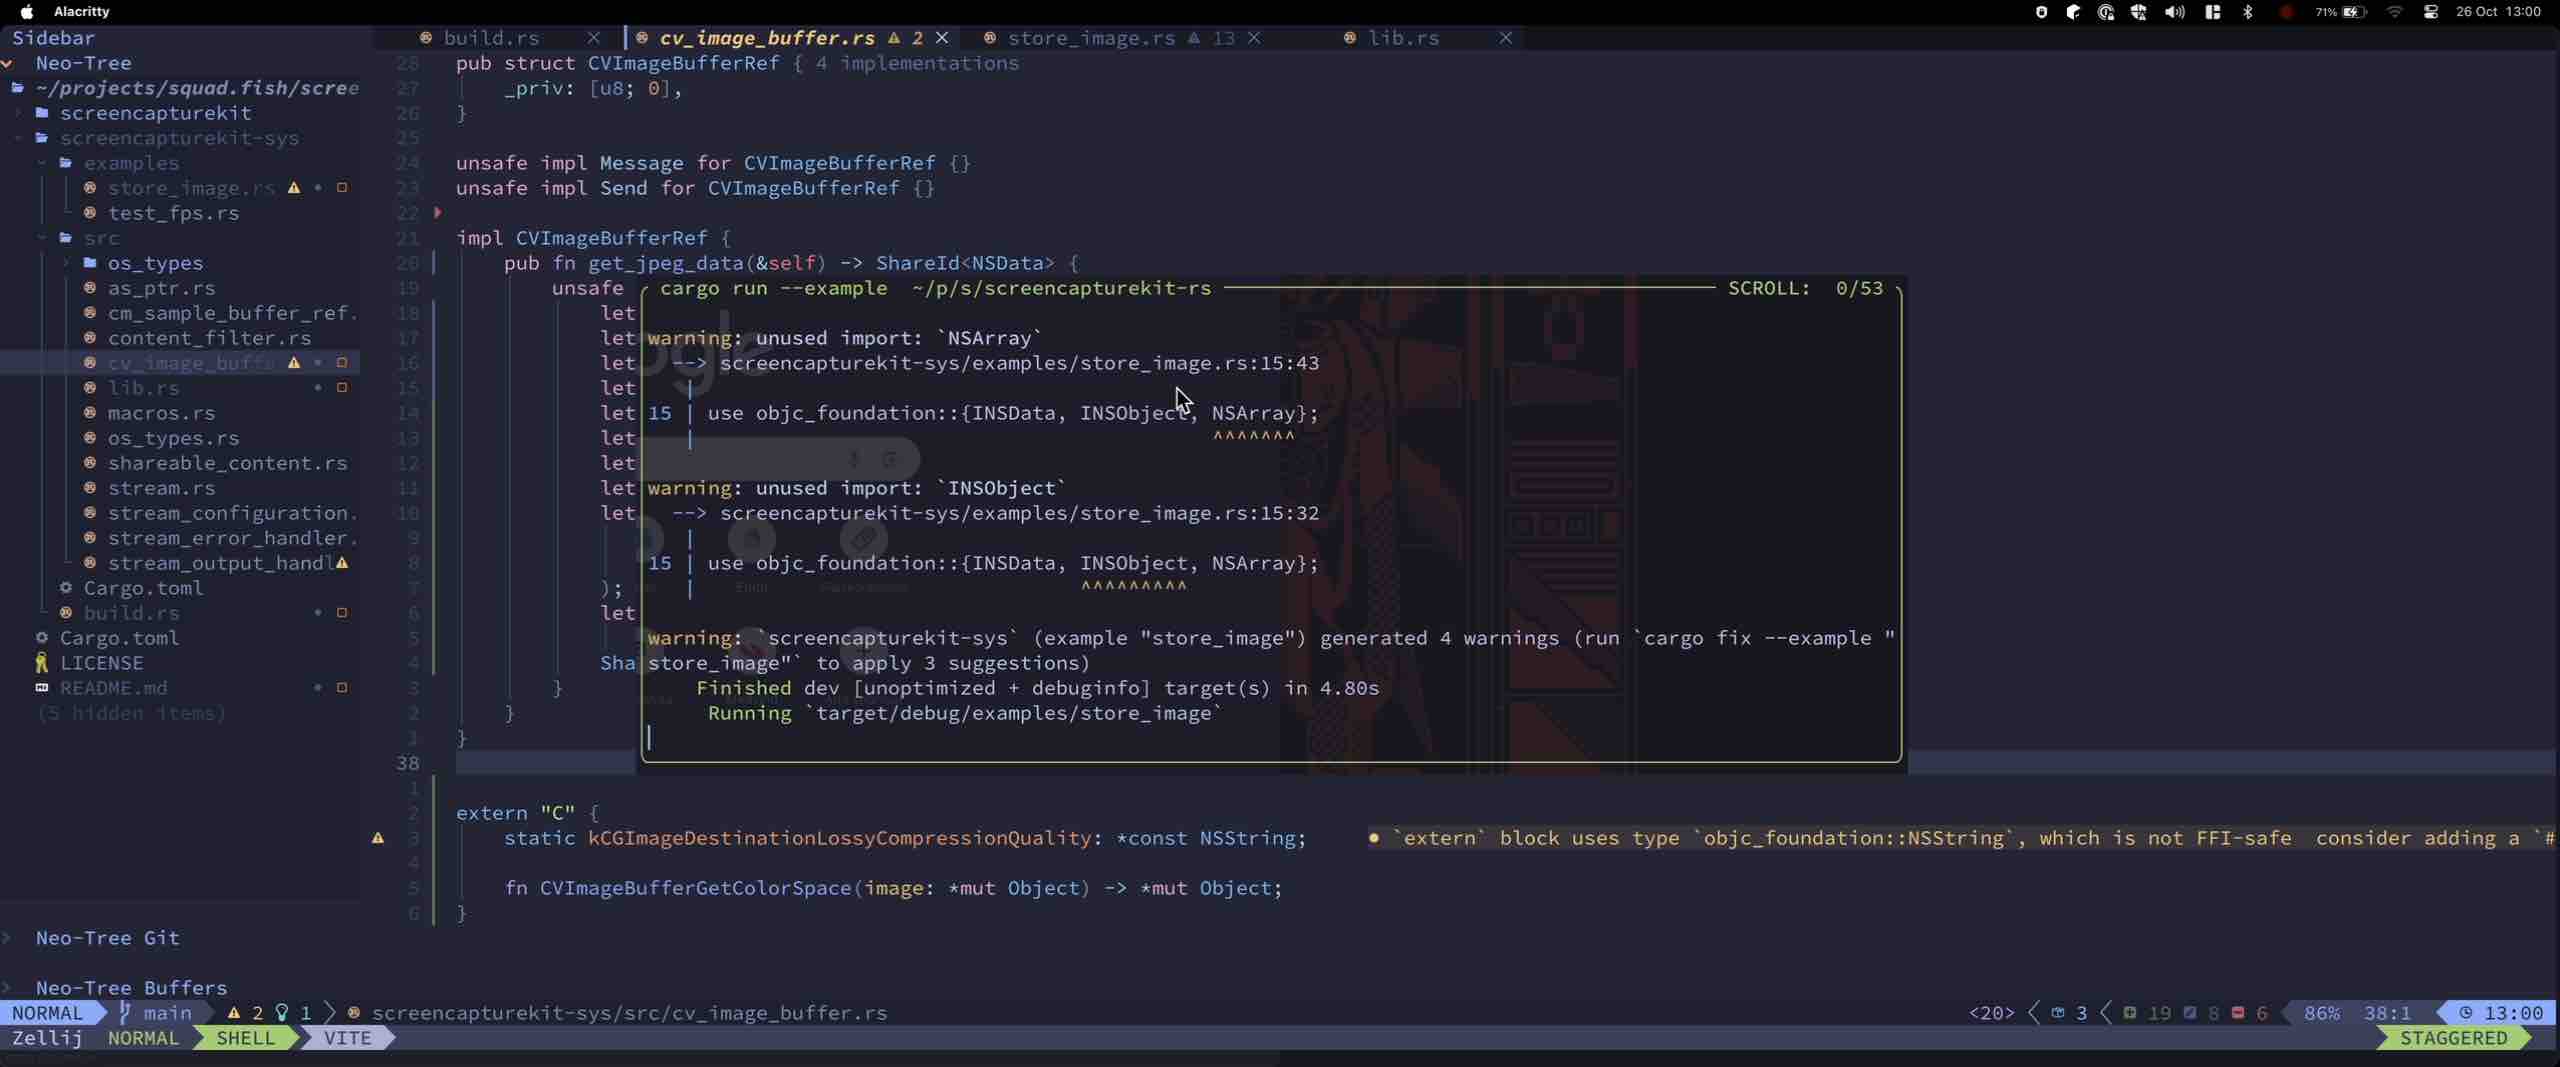 Alacritty
71%
26 Oct 13:00
Sidebar
Neo-Tree
~/projects/squad.fish/scree
screencapturekit
screencapturekit-sys
examples
store_image.rs
test_fps.rs
src
os_types
as_ptr.rs
cm_sample_buffer_ref.
content_filter.rs
cv_image_buffe
lib.rs
macros.rs
os_types.rs
shareable_content.rs
stream.rs
stream_configuration.
stream_error_handler.
stream_output_handl
Cargo.toml
build.rs
Cargo.toml
LICENSE
README.md
(5 hidden items)
Neo-Tree Git
Neo-Tree Buffers
build.rs
cv_image_buffer.rs 2
store_image.rs 13
lib.rs
28 pub struct CVImageBufferRef { 4 implementations
27 _priv: [u8; 0],
26 }
25
24 unsafe impl Message for CVImageBufferRef {}
23 unsafe impl Send for CVImageBufferRef {}
22
21 impl CVImageBufferRef {
20 pub fn get_jpeg_data(&self) -> ShareId<NSData> {
19 unsafe
18 let
17 let
16 let
15 let
14 let
13 let
12 let
11 let
10 let
9
8
7 );
6 let
5
4 Sha
3 }
2 }
1 }
38
1
2 extern "C" {
3 static kCGImageDestinationLossyCompressionQuality: *const NSString; ● `extern` block uses type `objc_foundation::NSString`, which is not FFI-safe consider adding a `#
4
5 fn CVImageBufferGetColorSpace(image: *mut Object) -> *mut Object;
6 }
cargo run --example ~/p/s/screencapturekit-rs SCROLL: 0/53
warning: unused import: `NSArray`
--> screencapturekit-sys/examples/store_image.rs:15:43
|
15 | use objc_foundation::{INSData, INSObject, NSArray};
| ^^^^^^^
warning: unused import: `INSObject`
--> screencapturekit-sys/examples/store_image.rs:15:32
|
15 | use objc_foundation::{INSData, INSObject, NSArray};
| ^^^^^^^^^
warning: `screencapturekit-sys` (example "store_image") generated 4 warnings (run `cargo fix --example "
store_image"` to apply 3 suggestions)
Finished dev [unoptimized + debuginfo] target(s) in 4.80s
Running `target/debug/examples/store_image`
NORMAL main 2 1 screencapturekit-sys/src/cv_image_buffer.rs <20> 3 19 8 6 86% 38:1 13:00
Zellij NORMAL SHELL VITE STAGGERED